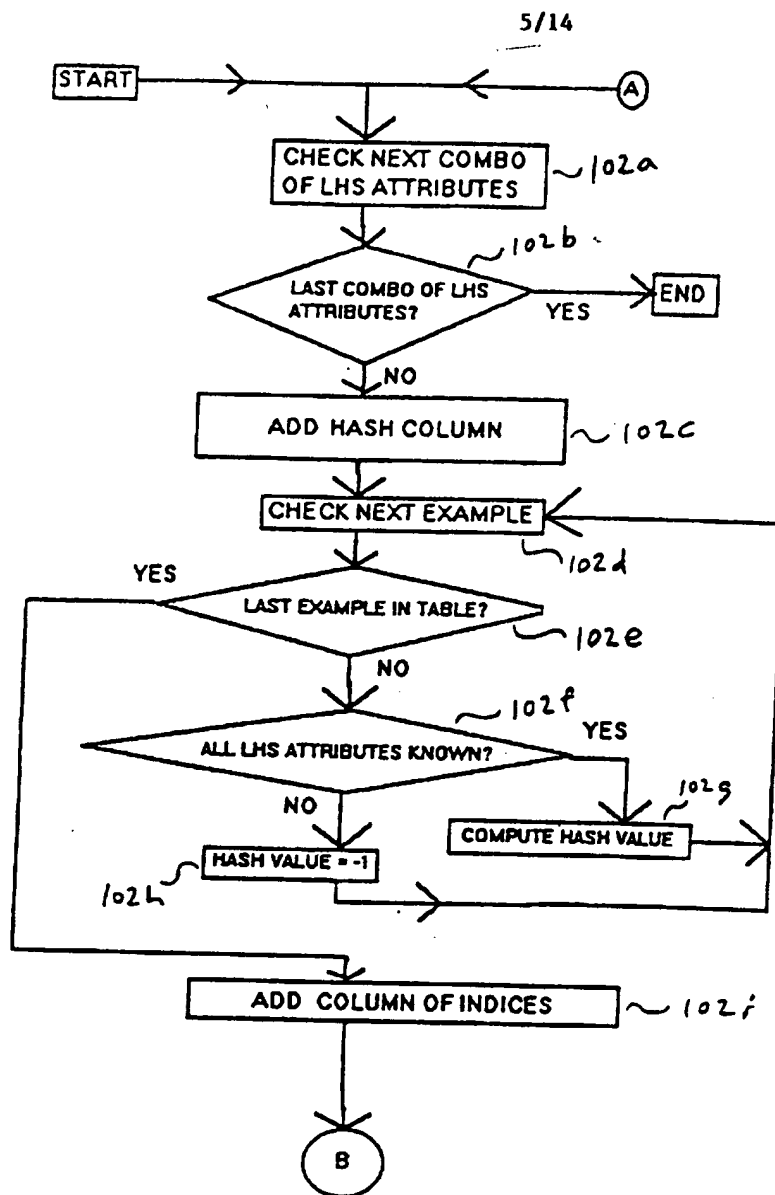 5/14
START
A
CHECK NEXT COMBO
OF LHS ATTRIBUTES
102a
102b
LAST COMBO OF LHS
ATTRIBUTES?
YES
END
NO
ADD HASH COLUMN
102c
CHECK NEXT EXAMPLE
102d
YES
LAST EXAMPLE IN TABLE?
102e
NO
102f
ALL LHS ATTRIBUTES KNOWN?
YES
NO
102g
COMPUTE HASH VALUE
HASH VALUE = -1
102h
ADD COLUMN OF INDICES
102i
B